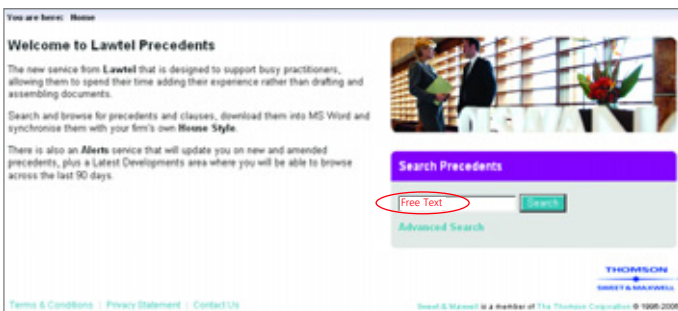 You are here: Home
Welcome to Lawtel Precedents
The new service from Lawtel that is designed to support busy practitioners,
allowing them to spend their time adding their experience rather than drafting and
assembling documents.
Search and browse for precedents and clauses, download them into MS Word and
synchronise them with your firm's own House Style.
There is also an Alerts service that will update you on new and amended
precedents, plus a Latest Developments area where you will be able to browse
across the last 90 days.
Search Precedents
Free Text
Search
Advanced Search
THOMSON
SWEET & MAXWELL
Terms & Conditions | Privacy Statement | Contact Us
Sweet & Maxwell is a member of The Thomson Corporation © 1996-2006